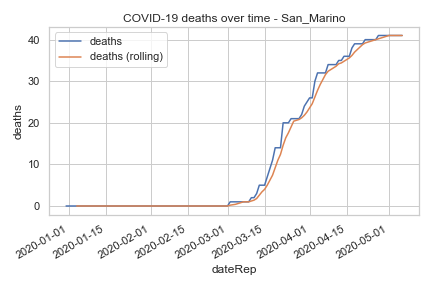 COVID-19 deaths over time - San_Marino
deaths
deaths (rolling)
40
30
20
10
0
deaths
2020-01-01
2020-01-15
2020-02-01
2020-02-15
2020-03-01
2020-03-15
2020-04-01
2020-04-15
2020-05-01
dateRep